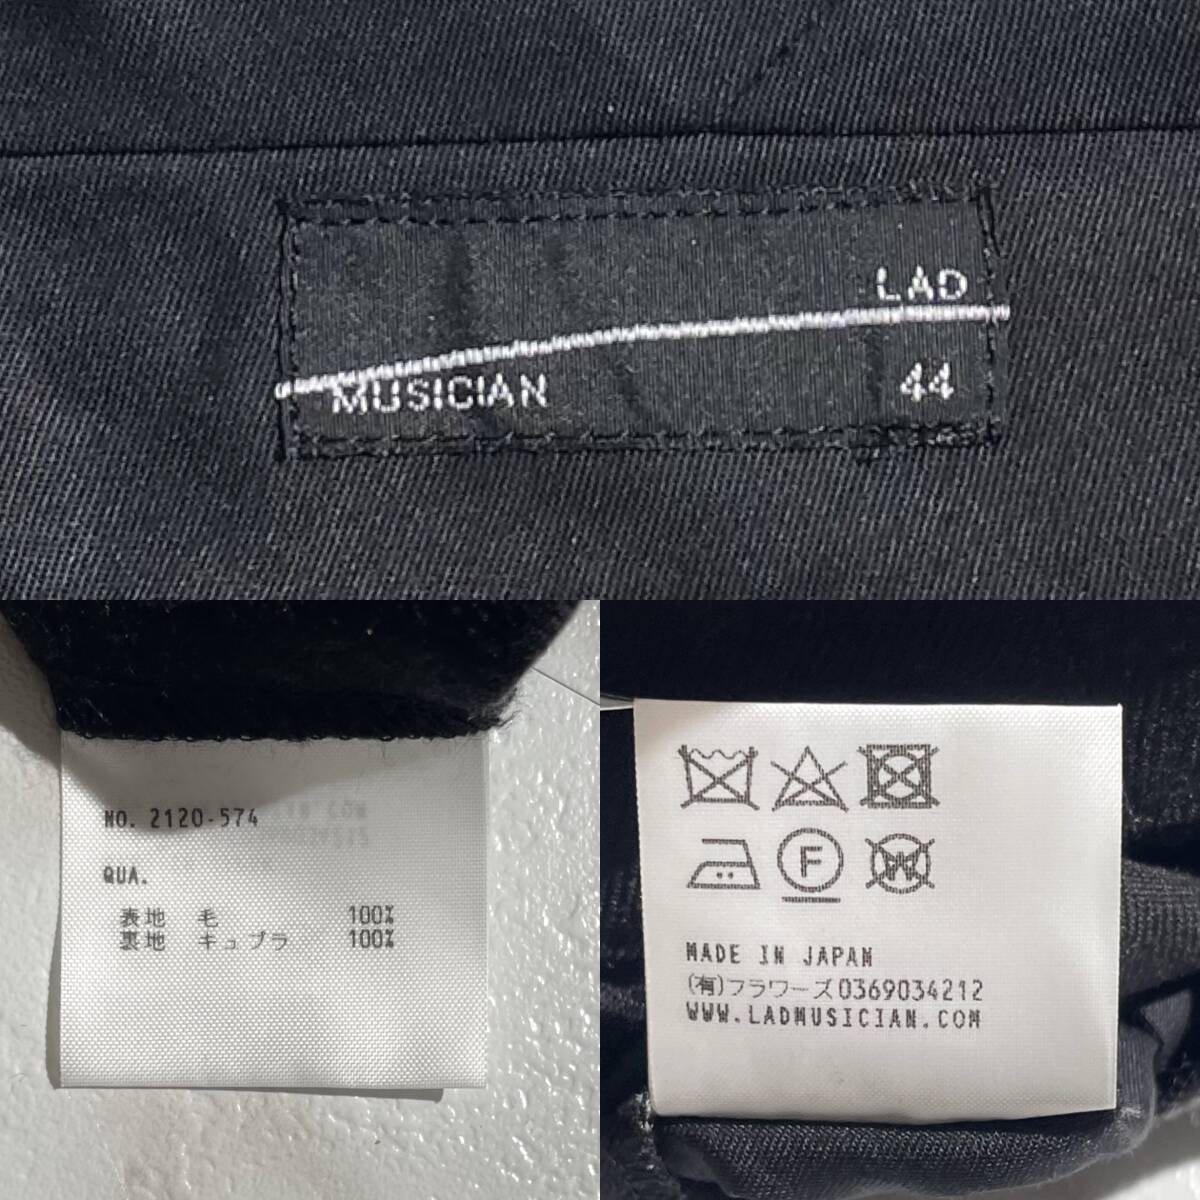 LAD
MUSICIAN 44
NO. 2120-574
QUA.
表地 毛 100%
裏地 キュプラ 100%
F
W
MADE IN JAPAN
(有)フラワーズ0369034212
WWW.LADMUSICIAN.COM